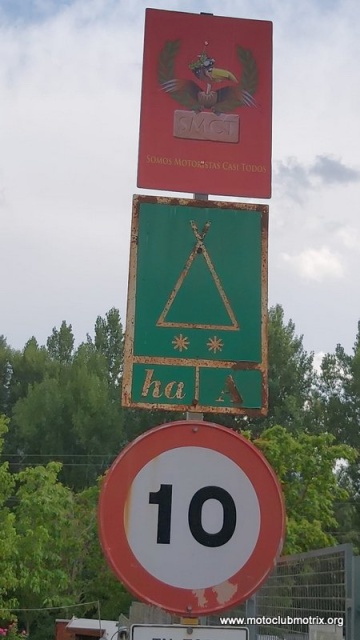 SMCT
SOMOS MOTORISTAS CASI TODOS
ha A
10
www.motoclubmotrix.org